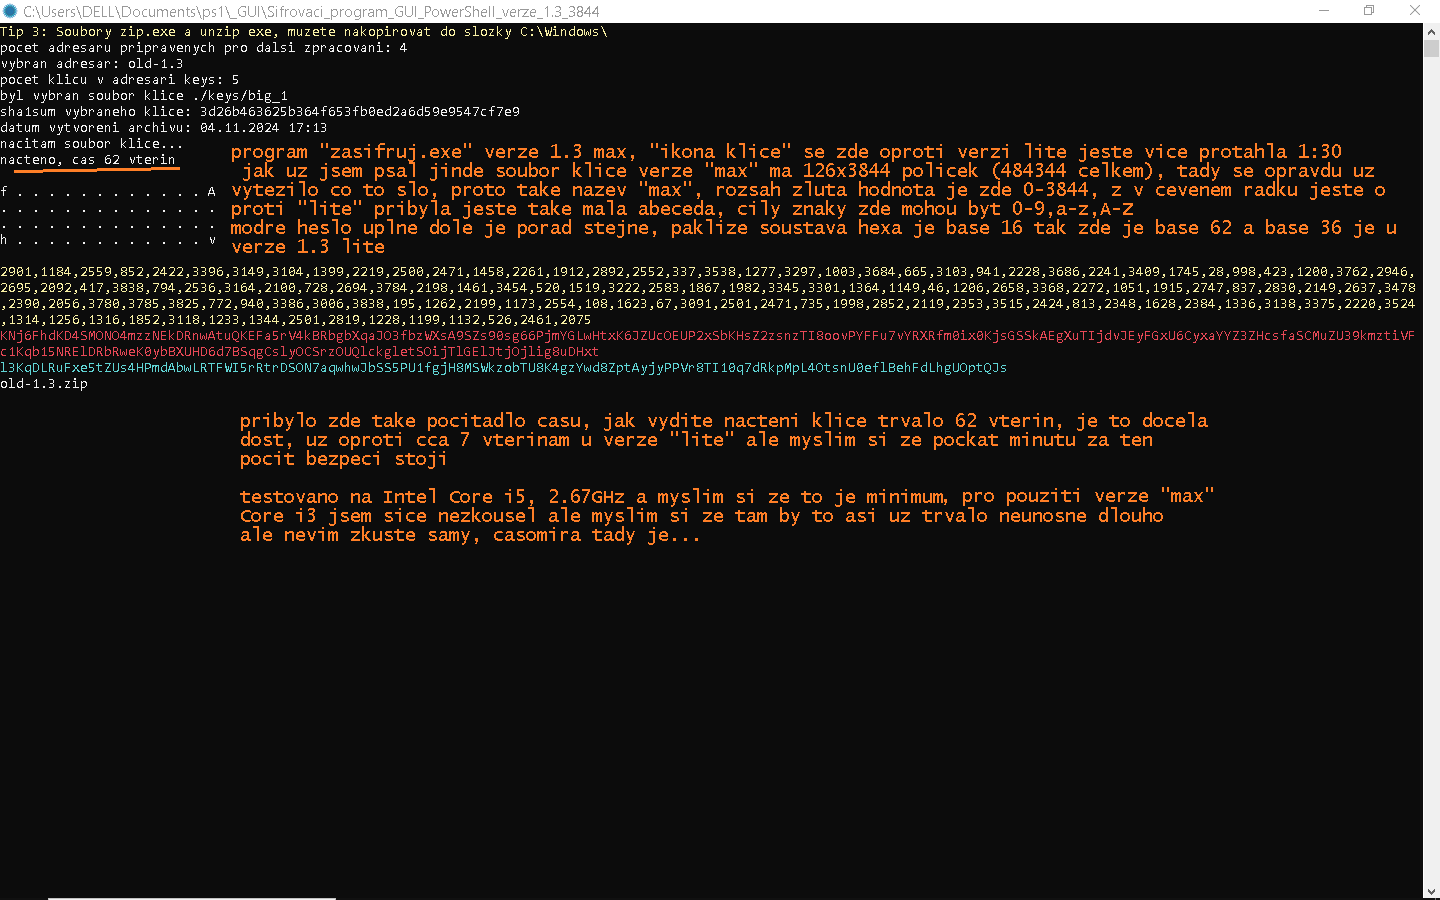 C:\Users\DELL\Documents\ps1\_GUI\Sifrovaci_program_GUI_PowerShell_verze_1.3_3844
Tip 3: Soubory zip.exe a unzip exe, muzete nakopirovat do slozky C:\Windows\
pocet adresaru pripravenych pro dalsi zpracovani: 4
vybran adresar: old-1.3
pocet klicu v adresari keys: 5
byl vybran soubor klice ./keys/big_1
sha1sum vybraneho klice: 3d26b463625b364f653fb0ed2a6d59e9547cf7e9
datum vytvoreni archivu: 04.11.2024 17:13
nacitam soubor klice...
nacteno, cas 62 vterin
program "zasifruj.exe" verze 1.3 max, "ikona klice" se zde oproti verzi lite jeste vice protahla 1:30
jak uz jsem psal jinde soubor klice verze "max" ma 126x3844 policek (484344 celkem), tady se opravdu uz
f . . . . . . . . . . . . A vytezilo co to slo, proto take nazev "max", rozsah zluta hodnota je zde 0-3844, z v cevenem radku jeste o
. . . . . . . . . . . . . . proti "lite" pribyla jeste take mala abeceda, cily znaky zde mohou byt 0-9,a-z,A-Z
. . . . . . . . . . . . . . modre heslo uplne dole je porad stejne, paklize soustava hexa je base 16 tak zde je base 62 a base 36 je u
h . . . . . . . . . . . . v verze 1.3 lite
2901,1184,2559,852,2422,3396,3149,3104,1399,2219,2500,2471,1458,2261,1912,2892,2552,337,3538,1277,3297,1003,3684,665,3103,941,2228,3686,2241,3409,1745,28,998,423,1200,3762,2946,
2695,2092,417,3838,794,2536,3164,2100,728,2694,3784,2198,1461,3454,520,1519,3222,2583,1867,1982,3345,3301,1364,1149,46,1206,2658,3368,2272,1051,1915,2747,837,2830,2149,2637,3478
,2390,2056,3780,3785,3825,772,940,3386,3006,3838,195,1262,2199,1173,2554,108,1623,67,3091,2501,2471,735,1998,2852,2119,2353,3515,2424,813,2348,1628,2384,1336,3138,3375,2220,3524
,1314,1256,1316,1852,3118,1233,1344,2501,2819,1228,1199,1132,526,2461,2075
KNj6FhdKD4SMONO4mzzNEkDRnwAtuQKEFa5rV4kBRbgbXqaJO3fbzWXsA9SZs90sg66PjmYGLwHtxK6JZUcOEUP2xSbKHsZ2zsnzTI8oovPYFFu7vYRXRfm0ix0KjsGSSkAEgXuTIjdvJEyFGxU6CyxaYYZ3ZHcsfaSCMuZU39kmztiVF
c1Kqb15NRElDRbRweK0ybBXUHD6d7BSqgCslyOCSrzOUQlckgletSOijTlGElJtjOjlig8uDHxt
l3KqDLRuFxe5tZUs4HPmdAbwLRTFWI5rRtrDSON7aqwhwJbSS5PU1fgjH8MSWkzobTU8K4gzYwd8ZptAyjyPPVr8TI10q7dRkpMpL4OtsnU0eflBehFdLhgUOptQJs
old-1.3.zip
pribylo zde take pocitadlo casu, jak vydite nacteni klice trvalo 62 vterin, je to docela
dost, uz oproti cca 7 vterinam u verze "lite" ale myslim si ze pockat minutu za ten
pocit bezpeci stoji
testovano na Intel Core i5, 2.67GHz a myslim si ze to je minimum, pro pouziti verze "max"
Core i3 jsem sice nezkousel ale myslim si ze tam by to asi uz trvalo neunosne dlouho
ale nevim zkuste samy, casomira tady je...